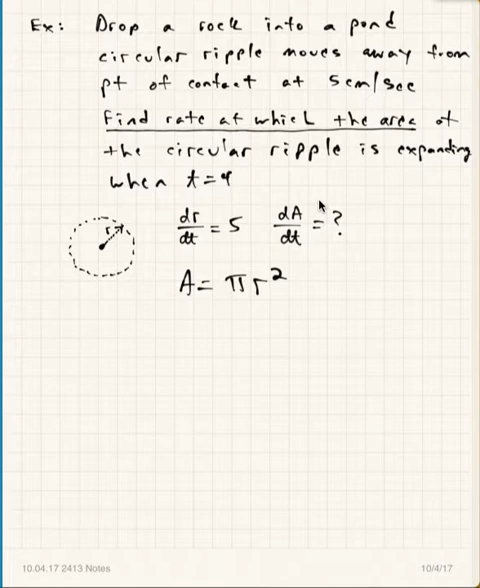 Ex: Drop a rock into a pond
circular ripple moves away from
pt of contact at 5cm/sec
Find rate at which the area of
the circular ripple is expanding
when t=4
r
dr/dt = 5 dA/dt = ?
A = πr²
10.04.17 2413 Notes 10/4/17